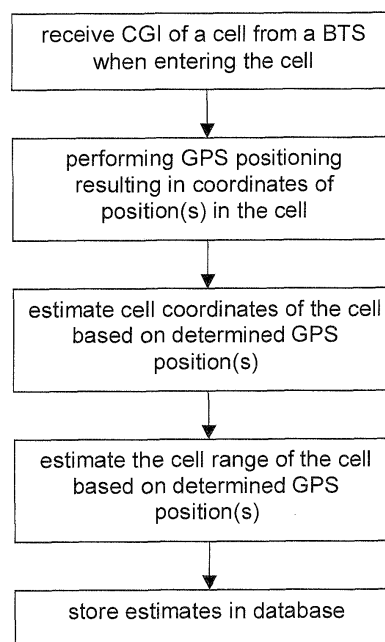 receive CGI of a cell from a BTS
when entering the cell
performing GPS positioning
resulting in coordinates of
position(s) in the cell
estimate cell coordinates of the cell
based on determined GPS
position(s)
estimate the cell range of the cell
based on determined GPS
position(s)
store estimates in database